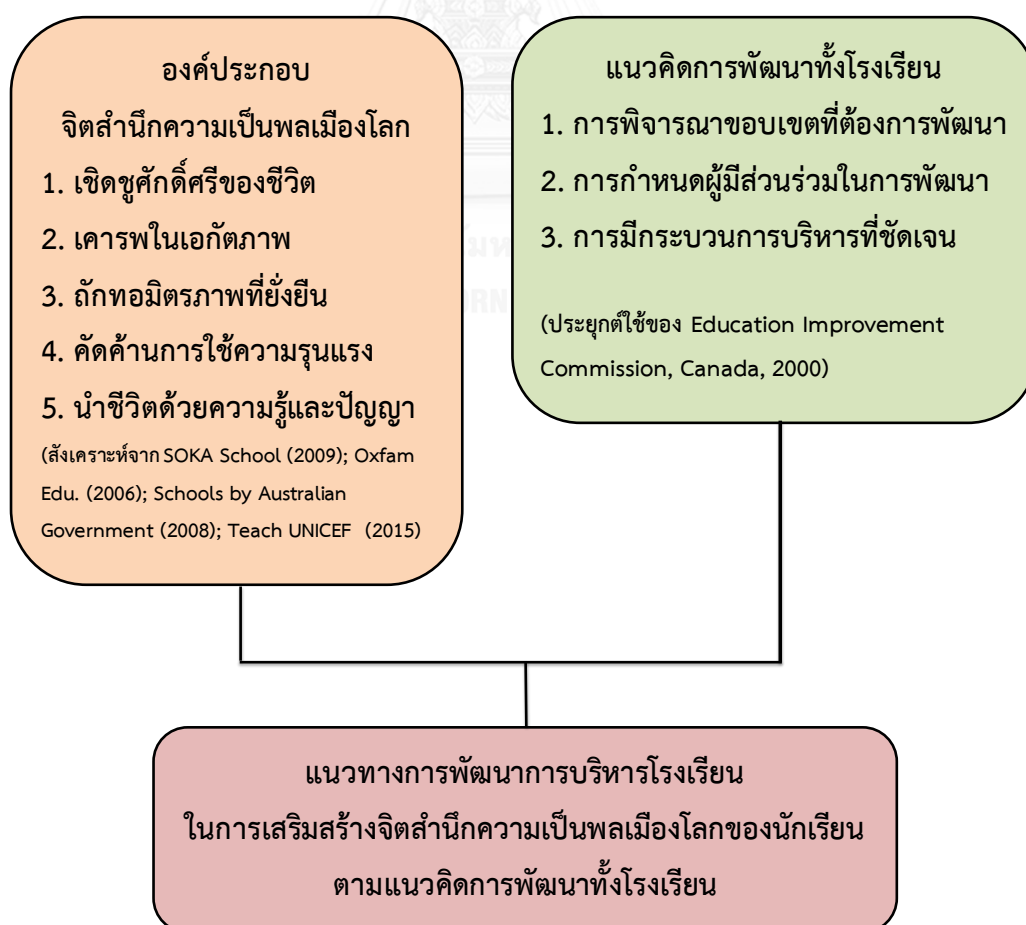 องค์ประกอบ
จิตสำนึกความเป็นพลเมืองโลก
1. เชิดชูศักดิ์ศรีของชีวิต
2. เคารพในเอกัตภาพ
3. ถักทอมิตรภาพที่ยั่งยืน
4. คัดค้านการใช้ความรุนแรง
5. นำชีวิตด้วยความรู้และปัญญา
(สังเคราะห์จาก SOKA School (2009); Oxfam
Edu. (2006); Schools by Australian
Government (2008); Teach UNICEF (2015)
แนวคิดการพัฒนาทั้งโรงเรียน
1. การพิจารณาขอบเขตที่ต้องการพัฒนา
2. การกำหนดผู้มีส่วนร่วมในการพัฒนา
3. การมีกระบวนการบริหารที่ชัดเจน
(ประยุกต์ใช้ของ Education Improvement
Commission, Canada, 2000)
แนวทางการพัฒนาการบริหารโรงเรียน
ในการเสริมสร้างจิตสำนึกความเป็นพลเมืองโลกของนักเรียน
ตามแนวคิดการพัฒนาทั้งโรงเรียน